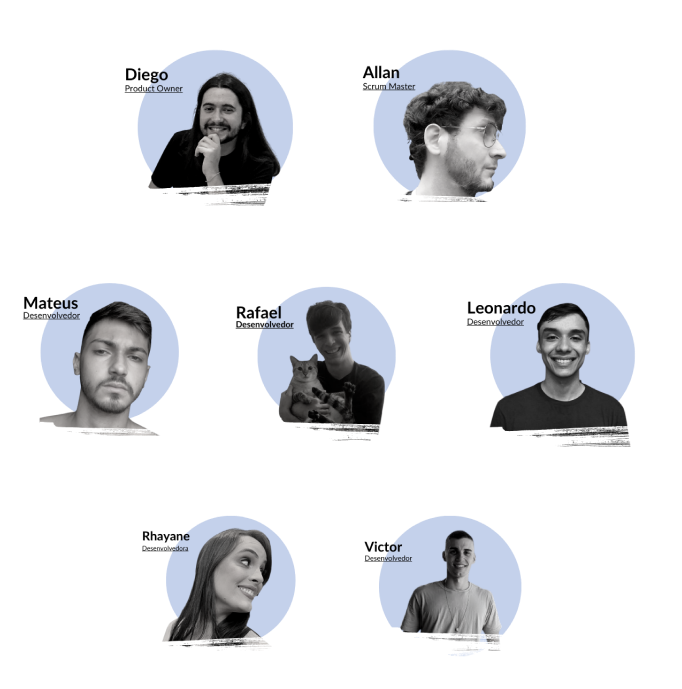 Diego
Product Owner
Allan
Scrum Master
Mateus
Desenvolvedor
Rafael
Desenvolvedor
Leonardo
Desenvolvedor
Rhayane
Desenvolvedora
Victor
Desenvolvedor